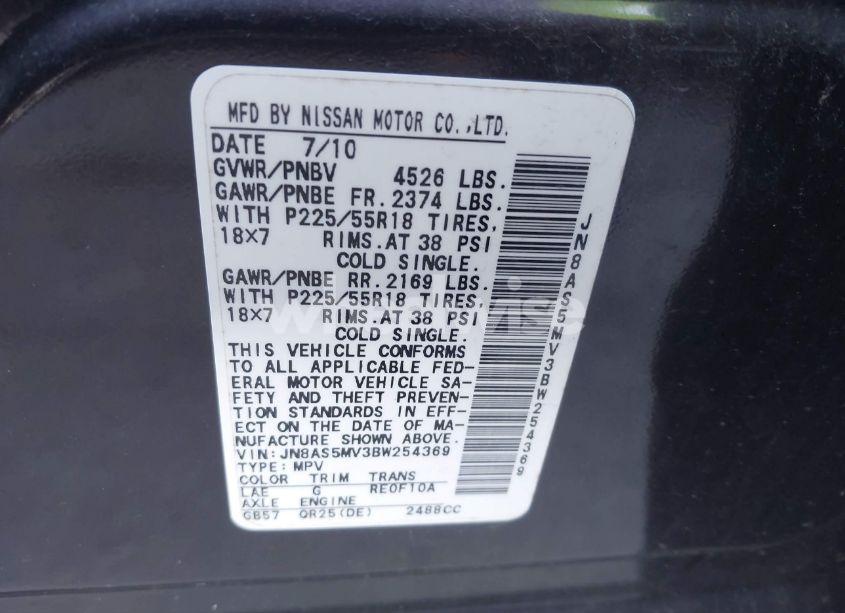 MFD BY NISSAN MOTOR CO.,LTD.
DATE 7/10
GVWR/PNBV 4526 LBS.
GAWR/PNBE FR. 2374 LBS.
WITH P225/55R18 TIRES,
18X7 RIMS.AT 38 PSI
COLD SINGLE.
GAWR/PNBE RR. 2169 LBS.
WITH P225/55R18 TIRES,
18X7 RIMS.AT 38 PSI
COLD SINGLE.
THIS VEHICLE CONFORMS
TO ALL APPLICABLE FED-
ERAL MOTOR VEHICLE SA-
FETY AND THEFT PREVEN-
TION STANDARDS IN EFF-
ECT ON THE DATE OF MA-
NUFACTURE SHOWN ABOVE.
VIN:JN8AS5MV3BW254369
TYPE:MPV
COLOR TRIM TRANS
LAE G RE0F10A
AXLE ENGINE
GB57 QR25(DE) 2488CC
JN8AS5MV3BW254369